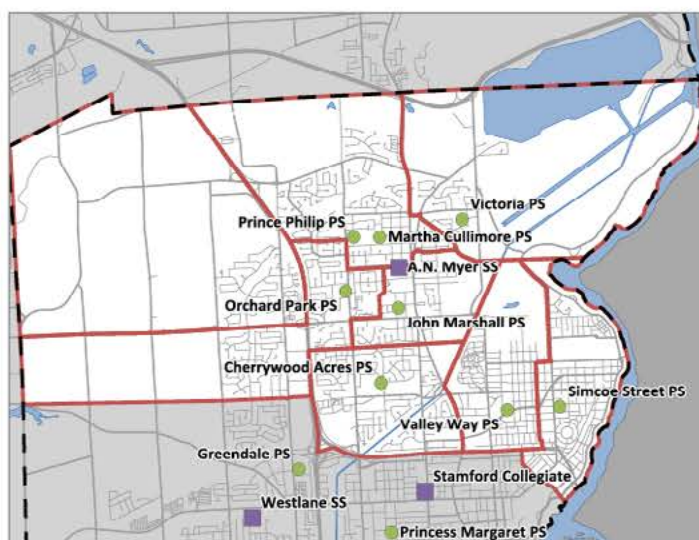 Victoria PS
Prince Philip PS
Martha Cullimore PS
A.N. Myer SS
Orchard Park PS
John Marshall PS
Cherrywood Acres PS
Simcoe Street PS
Valley Way PS
Greendale PS
Stamford Collegiate
Westlane SS
Princess Margaret PS